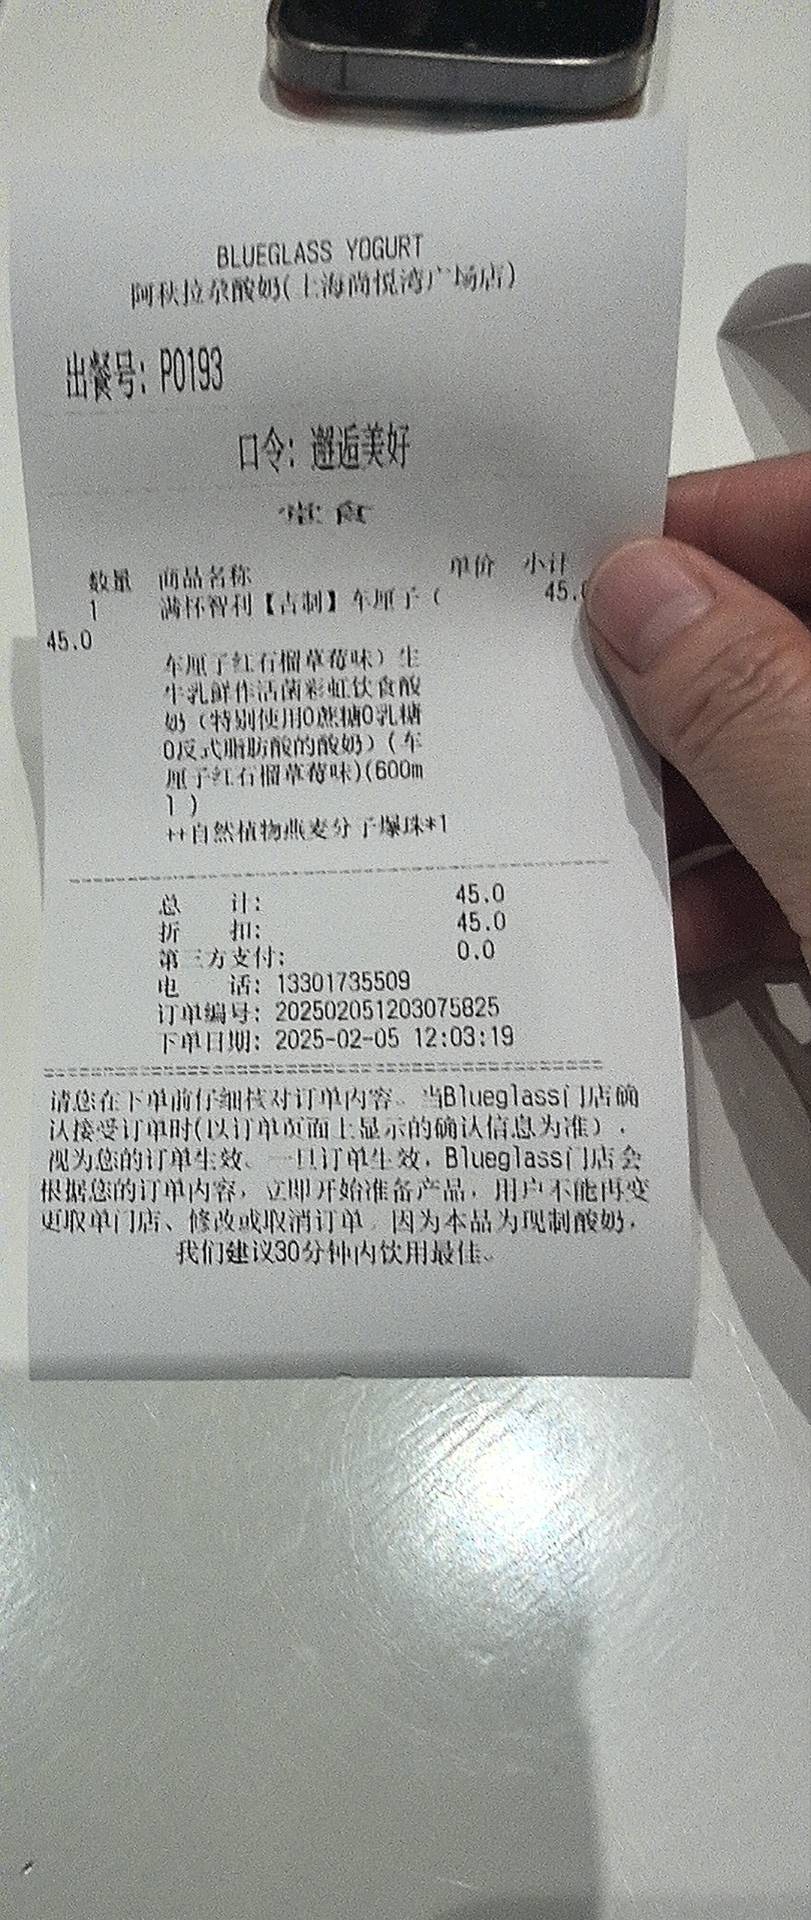 BLUEGLASS YOGURT
阿秋拉尕酸奶(上海尚悦湾广场店)
出餐号: P0193
口令: 邂逅美好
堂食
数量 商品名称 单价 小计
1 满杯智利【古制】车厘子( 45.0
45.0
车厘子红石榴草莓味) 生
牛乳鲜作活菌彩虹饮食酸
奶 (特别使用0蔗糖0乳糖
0反式脂肪酸的酸奶) (车
厘子红石榴草莓味)(600m
l )
++自然植物燕麦分子爆珠*1
总 计: 45.0
折 扣: 45.0
第三方支付: 0.0
电 话: 13301735509
订单编号: 202502051203075825
下单日期: 2025-02-05 12:03:19
请您在下单前仔细核对订单内容。当Blueglass门店确
认接受订单时(以订单页面上显示的确认信息为准),
视为您的订单生效、一旦订单生效, Blueglass门店会
根据您的订单内容, 立即开始准备产品, 用户不能再变
更取单门店、修改或取消订单。因为本品为现制酸奶,
我们建议30分钟内饮用最佳。